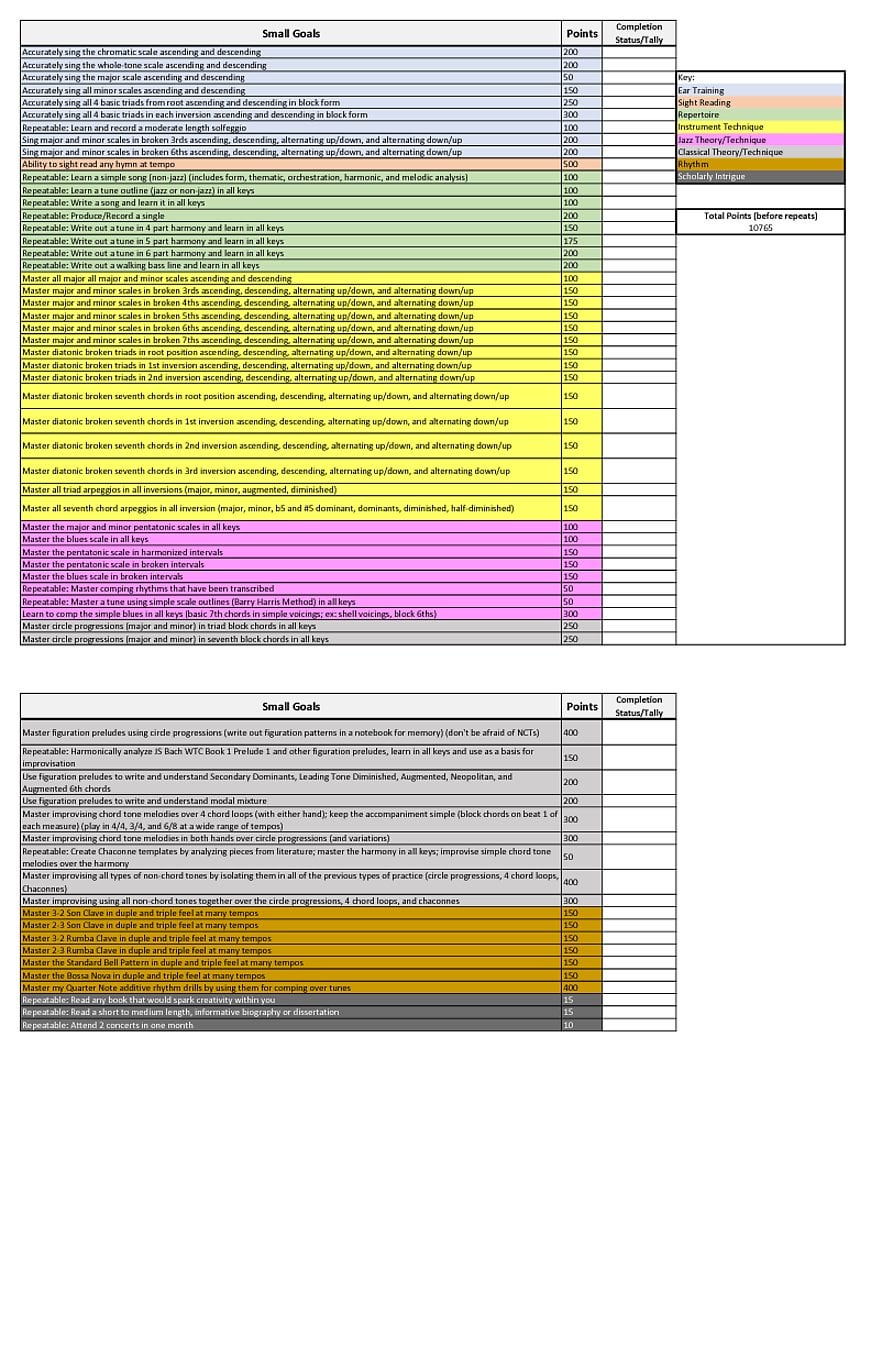 Small Goals Points Completion
Status/Tally
Accurately sing the chromatic scale ascending and descending 200
Accurately sing the whole-tone scale ascending and descending 200
Accurately sing the major scale ascending and descending 50
Accurately sing all minor scales ascending and descending 150
Accurately sing all 4 basic triads from root ascending and descending in block form 250
Accurately sing all 4 basic triads in each inversion ascending and descending in block form 300
Repeatable: Learn and record a moderate length solfeggio 100
Sing major and minor scales in broken 3rds ascending, descending, alternating up/down, and alternating down/up 200
Sing major and minor scales in broken 6ths ascending, descending, alternating up/down, and alternating down/up 200
Ability to sight read any hymn at tempo 500
Repeatable: Learn a simple song (non-jazz) (includes form, thematic, orchestration, harmonic, and melodic analysis) 100
Repeatable: Learn a tune outline (jazz or non-jazz) in all keys 100
Repeatable: Write a song and learn it in all keys 100
Repeatable: Produce/Record a single 200
Repeatable: Write out a tune in 4 part harmony and learn in all keys 150
Repeatable: Write out a tune in 5 part harmony and learn in all keys 175
Repeatable: Write out a tune in 6 part harmony and learn in all keys 200
Repeatable: Write out a walking bass line and learn in all keys 200
Master all major all major and minor scales ascending and descending 100
Master major and minor scales in broken 3rds ascending, descending, alternating up/down, and alternating down/up 150
Master major and minor scales in broken 4ths ascending, descending, alternating up/down, and alternating down/up 150
Master major and minor scales in broken 5ths ascending, descending, alternating up/down, and alternating down/up 150
Master major and minor scales in broken 6ths ascending, descending, alternating up/down, and alternating down/up 150
Master major and minor scales in broken 7ths ascending, descending, alternating up/down, and alternating down/up 150
Master diatonic broken triads in root position ascending, descending, alternating up/down, and alternating down/up 150
Master diatonic broken triads in 1st inversion ascending, descending, alternating up/down, and alternating down/up 150
Master diatonic broken triads in 2nd inversion ascending, descending, alternating up/down, and alternating down/up 150
Master diatonic broken seventh chords in root position ascending, descending, alternating up/down, and alternating down/up 150
Master diatonic broken seventh chords in 1st inversion ascending, descending, alternating up/down, and alternating down/up 150
Master diatonic broken seventh chords in 2nd inversion ascending, descending, alternating up/down, and alternating down/up 150
Master diatonic broken seventh chords in 3rd inversion ascending, descending, alternating up/down, and alternating down/up 150
Master all triad arpeggios in all inversions (major, minor, augmented, diminished) 150
Master all seventh chord arpeggios in all inversion (major, minor, b5 and #5 dominant, dominants, diminished, half-diminished) 150
Master the major and minor pentatonic scales in all keys 100
Master the blues scale in all keys 100
Master the pentatonic scale in harmonized intervals 150
Master the pentatonic scale in broken intervals 150
Master the blues scale in broken intervals 150
Repeatable: Master comping rhythms that have been transcribed 50
Repeatable: Master a tune using simple scale outlines (Barry Harris Method) in all keys 50
Learn to comp the simple blues in all keys (basic 7th chords in simple voicings; ex: shell voicings, block 6ths) 300
Master circle progressions (major and minor) in triad block chords in all keys 250
Master circle progressions (major and minor) in seventh block chords in all keys 250
Key:
Ear Training
Sight Reading
Repertoire
Instrument Technique
Jazz Theory/Technique
Classical Theory/Technique
Rhythm
Scholarly Intrigue
Total Points (before repeats)
10765
Small Goals Points Completion
Status/Tally
Master figuration preludes using circle progressions (write out figuration patterns in a notebook for memory) (don't be afraid of NCTs) 400
Repeatable: Harmonically analyze JS Bach WTC Book 1 Prelude 1 and other figuration preludes, learn in all keys and use as a basis for
improvisation 150
Use figuration preludes to write and understand Secondary Dominants, Leading Tone Diminished, Augmented, Neopolitan, and
Augmented 6th chords 200
Use figuration preludes to write and understand modal mixture 200
Master improvising chord tone melodies over 4 chord loops (with either hand); keep the accompaniment simple (block chords on beat 1 of
each measure) (play in 4/4, 3/4, and 6/8 at a wide range of tempos) 300
Master improvising chord tone melodies in both hands over circle progressions (and variations) 300
Repeatable: Create Chaconne templates by analyzing pieces from literature; master the harmony in all keys; improvise simple chord tone
melodies over the harmony 50
Master improvising all types of non-chord tones by isolating them in all of the previous types of practice (circle progressions, 4 chord loops,
Chaconnes) 400
Master improvising using all non-chord tones together over the circle progressions, 4 chord loops, and chaconnes 300
Master 3-2 Son Clave in duple and triple feel at many tempos 150
Master 2-3 Son Clave in duple and triple feel at many tempos 150
Master 3-2 Rumba Clave in duple and triple feel at many tempos 150
Master 2-3 Rumba Clave in duple and triple feel at many tempos 150
Master the Standard Bell Pattern in duple and triple feel at many tempos 150
Master the Bossa Nova in duple and triple feel at many tempos 150
Master my Quarter Note additive rhythm drills by using them for comping over tunes 400
Repeatable: Read any book that would spark creativity within you 15
Repeatable: Read a short to medium length, informative biography or dissertation 15
Repeatable: Attend 2 concerts in one month 10